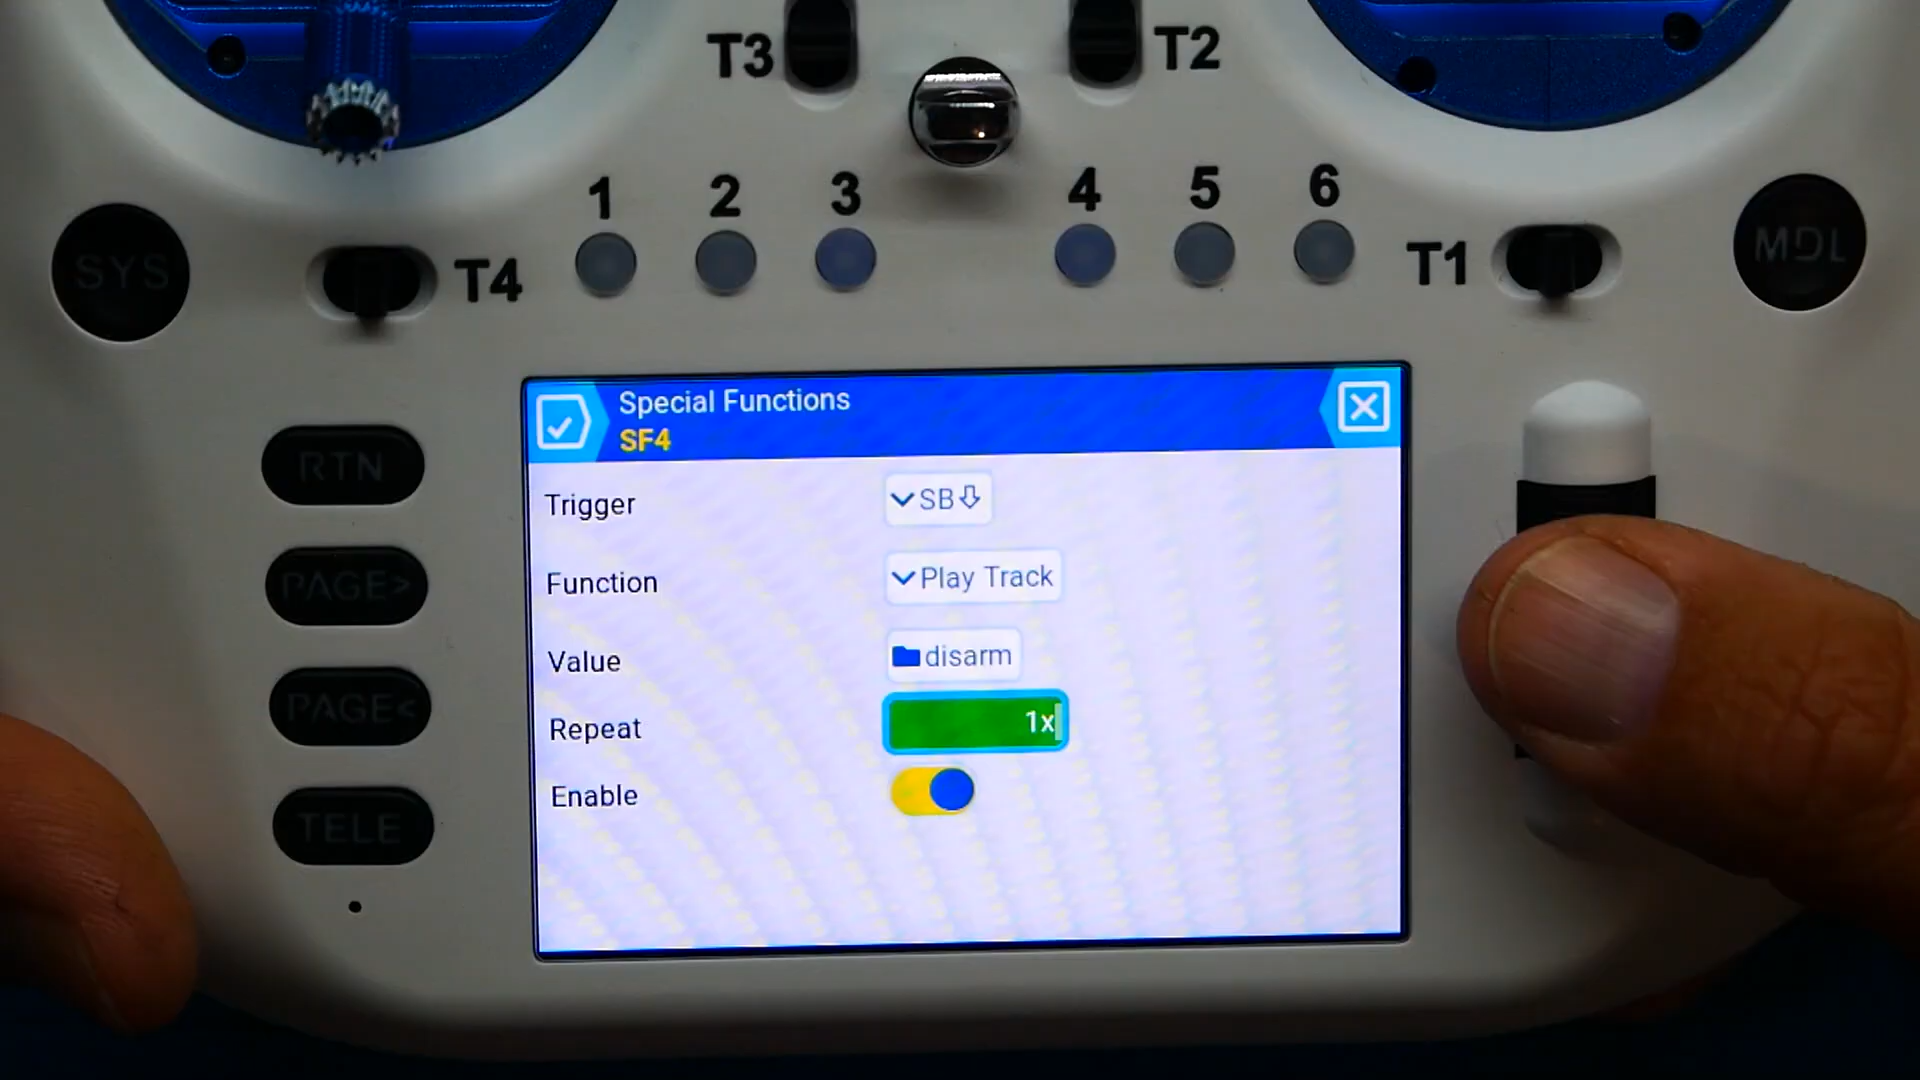 T3
T2
1
2
3
4
5
6
SYS
T4
T1
MDL
Special Functions
SF4
RTN
Trigger
SB
PAGE>
Function
Play Track
Value
disarm
PAGE<
Repeat
1x
Enable
TELE